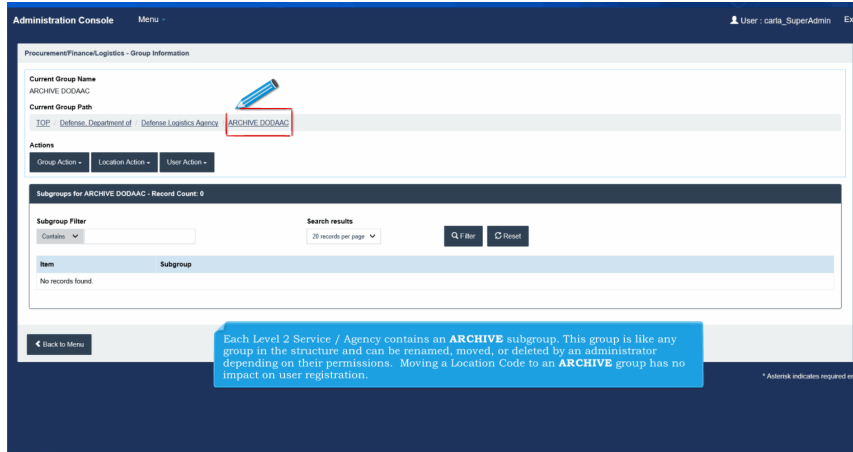 Administration Console Menu
User : carla_SuperAdmin Ex
Procurement/Finance/Logistics - Group Information
Current Group Name
ARCHIVE DODAAC
Current Group Path
TOP / Defense, Department of / Defense Logistics Agency / ARCHIVE DODAAC
Actions
Group Action Location Action User Action
Subgroups for ARCHIVE DODAAC - Record Count: 0
Subgroup Filter Search results
Contains 20 records per page Filter Reset
Item Subgroup
No records found.
Back to Menu
Each Level 2 Service / Agency contains an ARCHIVE subgroup. This group is like any
group in the structure and can be renamed, moved, or deleted by an administrator
depending on their permissions. Moving a Location Code to an ARCHIVE group has no
impact on user registration.
* Asterisk indicates required en